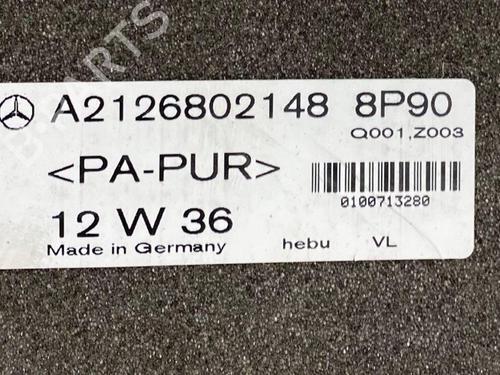 A2126802148 8P90
Q001,Z003
<PA-PUR>
0100713280
12 W 36
Made in Germany hebu VL